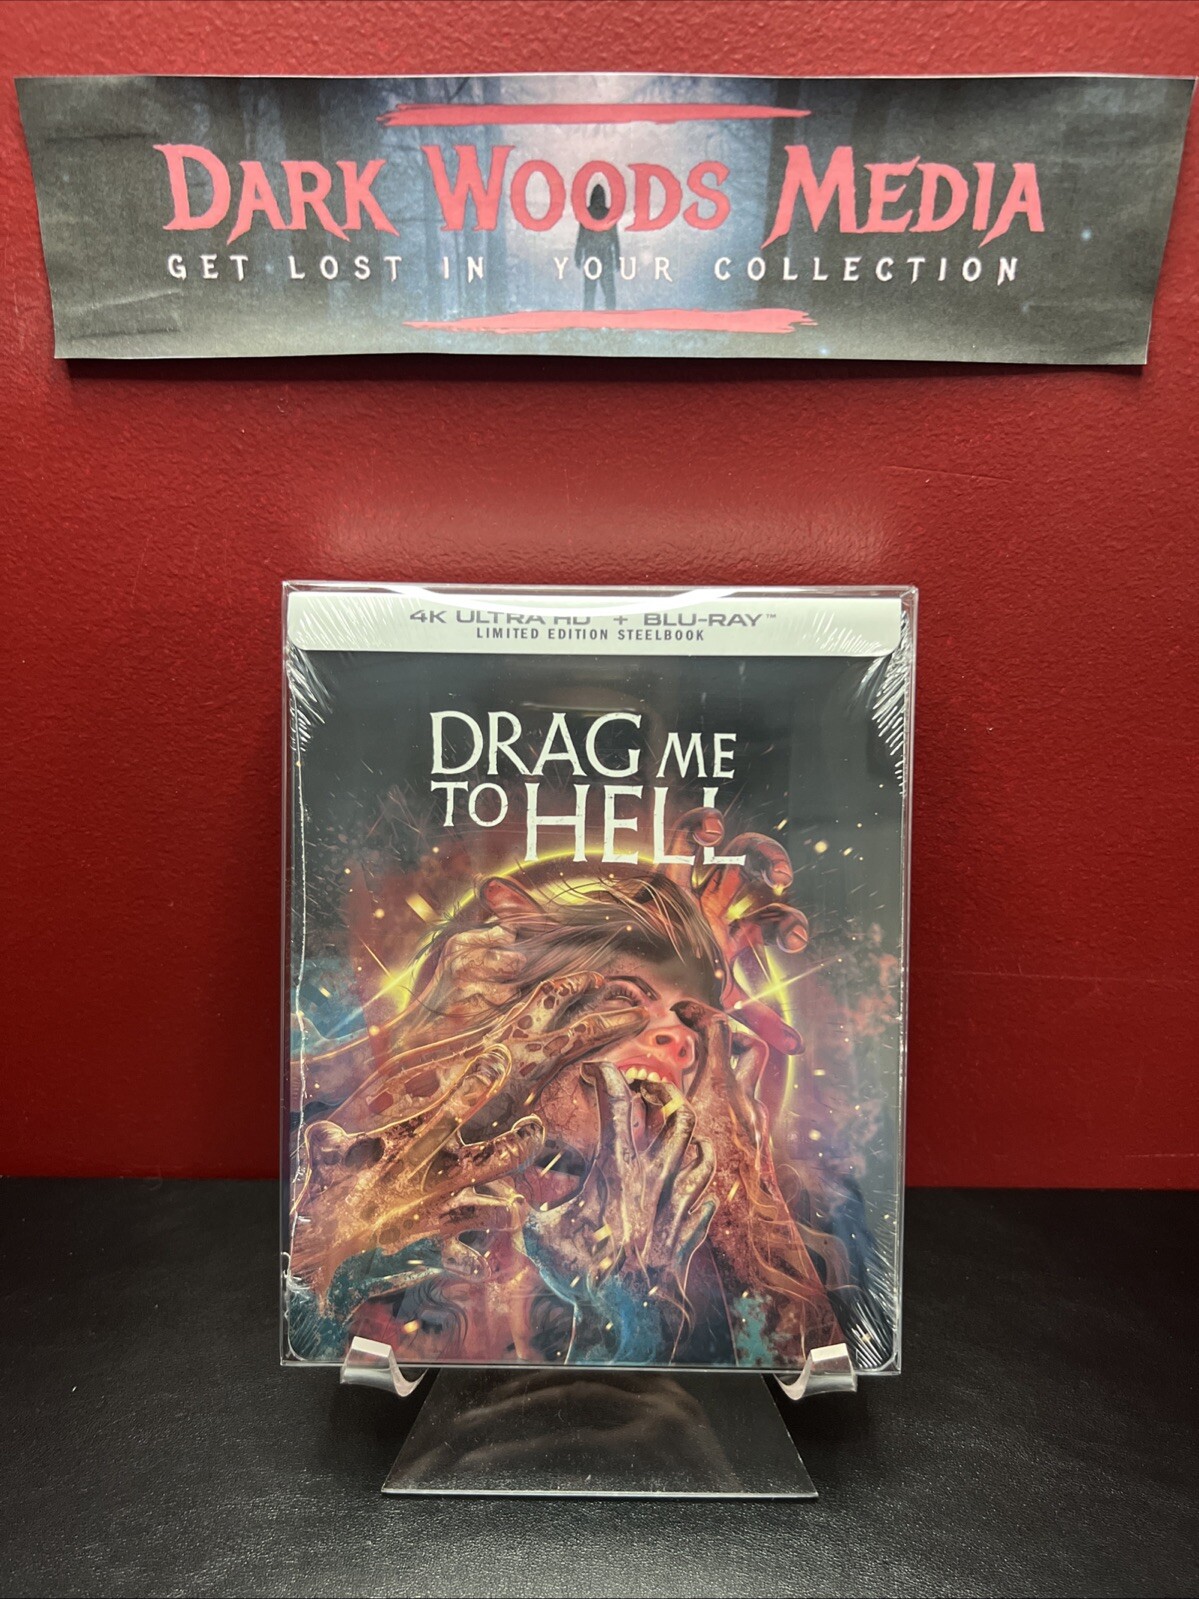 DARK WOODS MEDIA
GET LOST IN YOUR COLLECTION
4K ULTRA HD + BLU-RAY™
LIMITED EDITION STEELBOOK
DRAG ME
TO HELL